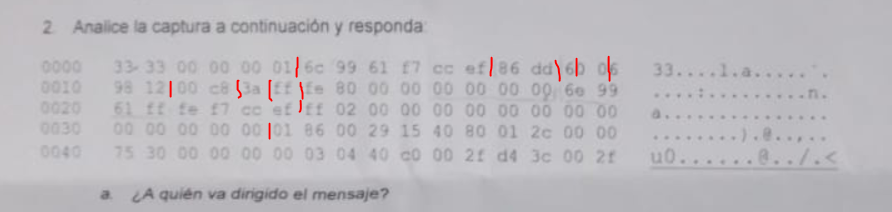 2. Analice la captura a continuación y responda:
0000 33 33 00 00 00 01 6c 99 61 f7 cc ef 86 dd 60 06 33....l.a.....`.
0010 98 12 00 c8 3a ff fe 80 00 00 00 00 00 00 6e 99 ....:.........n.
0020 61 ff fe f7 cc ef ff 02 00 00 00 00 00 00 00 00 a...............
0030 00 00 00 00 00 01 86 00 29 15 40 80 01 2c 00 00 ........).@..,..
0040 75 30 00 00 00 00 03 04 40 c0 00 2f d4 3c 00 2f u0......@../.<
a. ¿A quién va dirigido el mensaje?